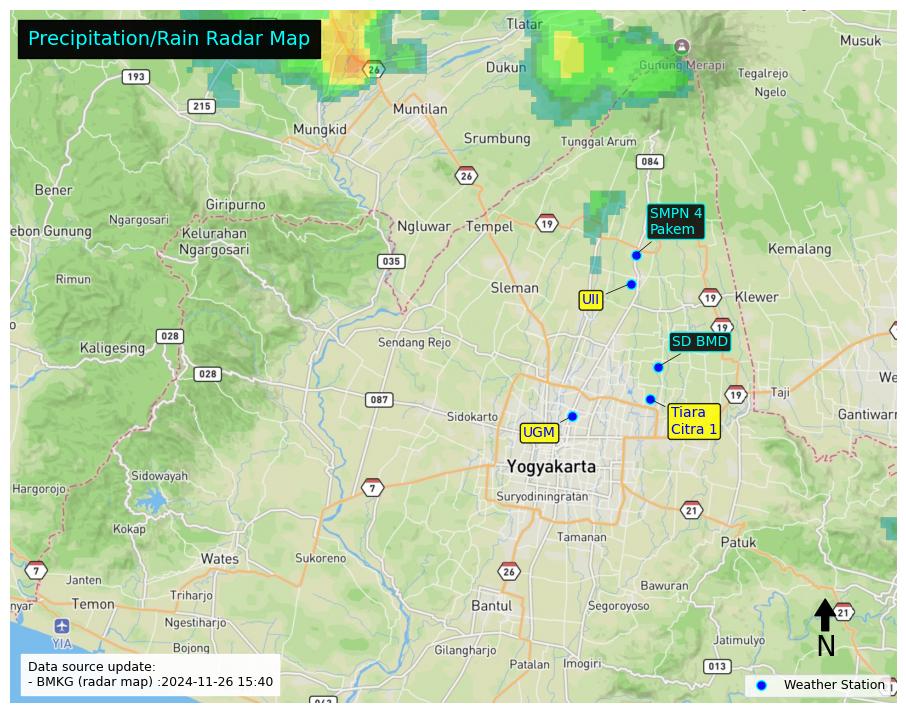 Precipitation/Rain Radar Map
Tlatar
Musuk
193
26
Dukun
Gunung Merapi
Tegalrejo
Ngelo
215
Muntilan
Mungkid
Srumbung
Tunggal Arum
084
26
Bener
Giripurno
Ngargosari
SMPN 4
Pakem
ebon Gunung
Kelurahan
Ngargosari
Ngluwar
Tempel
19
Kemalang
035
Rimun
Sleman
UII
19
Klewer
19
028
Kaligesing
Sendang Rejo
SD BMD
028
We
087
19
Taji
Sidokarto
Tiara
Citra 1
Gantiwarn
UGM
Yogyakarta
Sidowayah
Hargorojo
7
Suryodiningratan
21
Kokap
Tamanan
Patuk
Wates
Sukoreno
7
26
Janten
Bawuran
nyar
Temon
Triharjo
Bantul
Segoroyoso
21
Ngestiharjo
YIA
N
Bojong
Gilangharjo
Jatimulyo
Data source update:
- BMKG (radar map) :2024-11-26 15:40
Patalan
Imogiri
013
Weather Station